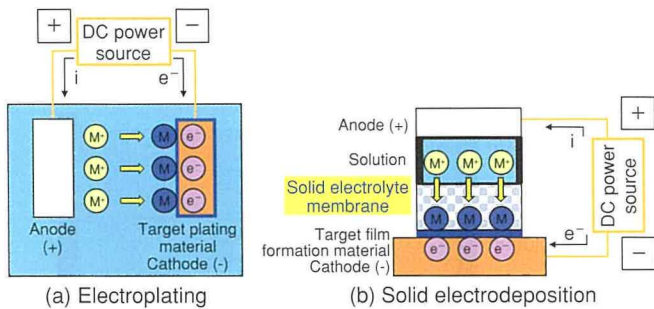 +
DC power
source
−
i
e⁻
M⁺ M e⁻
M⁺ M e⁻
M⁺ M e⁻
Anode
(+)
Target plating
material
Cathode (-)
(a) Electroplating
Anode (+)
Solution
M⁺ M⁺ M⁺
Solid electrolyte
membrane
M M M
Target film
formation material
Cathode (-)
e⁻ e⁻ e⁻
+
i
DC power
source
e⁻
−
(b) Solid electrodeposition